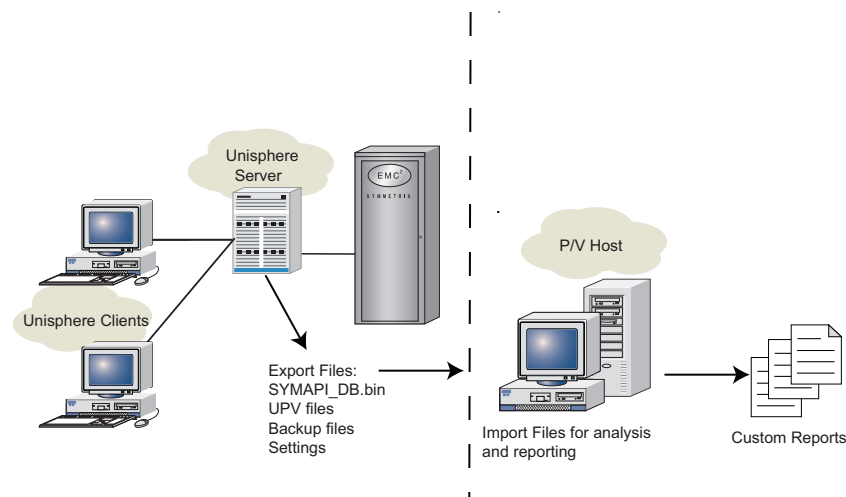 Unisphere
Server
EMC²
SYMMETRIX
P/V Host
Unisphere Clients
Export Files:
SYMAPI_DB.bin
UPV files
Backup files
Settings
Import Files for analysis
and reporting
Custom Reports